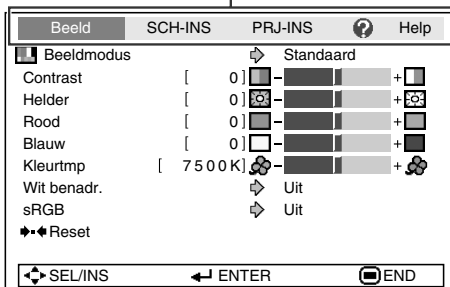 Beeld SCH-INS PRJ-INS ? Help
Beeldmodus Standaard
Contrast [ 0] - +
Helder [ 0] - +
Rood [ 0] - +
Blauw [ 0] - +
Kleurtmp [ 7500K] - +
Wit benadr. Uit
sRGB Uit
Reset
SEL/INS ENTER END